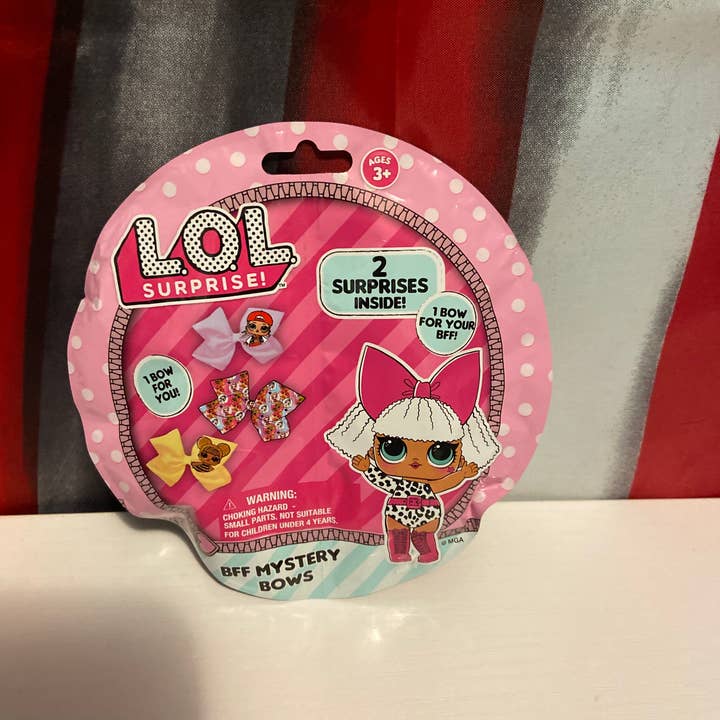 AGES
3+
L.O.L.
SURPRISE!™
2
SURPRISES
INSIDE!
1 BOW
FOR YOUR
BFF!
1 BOW
FOR
YOU!
WARNING:
CHOKING HAZARD -
SMALL PARTS. NOT SUITABLE
FOR CHILDREN UNDER 4 YEARS.
© MGA
BFF MYSTERY
BOWS